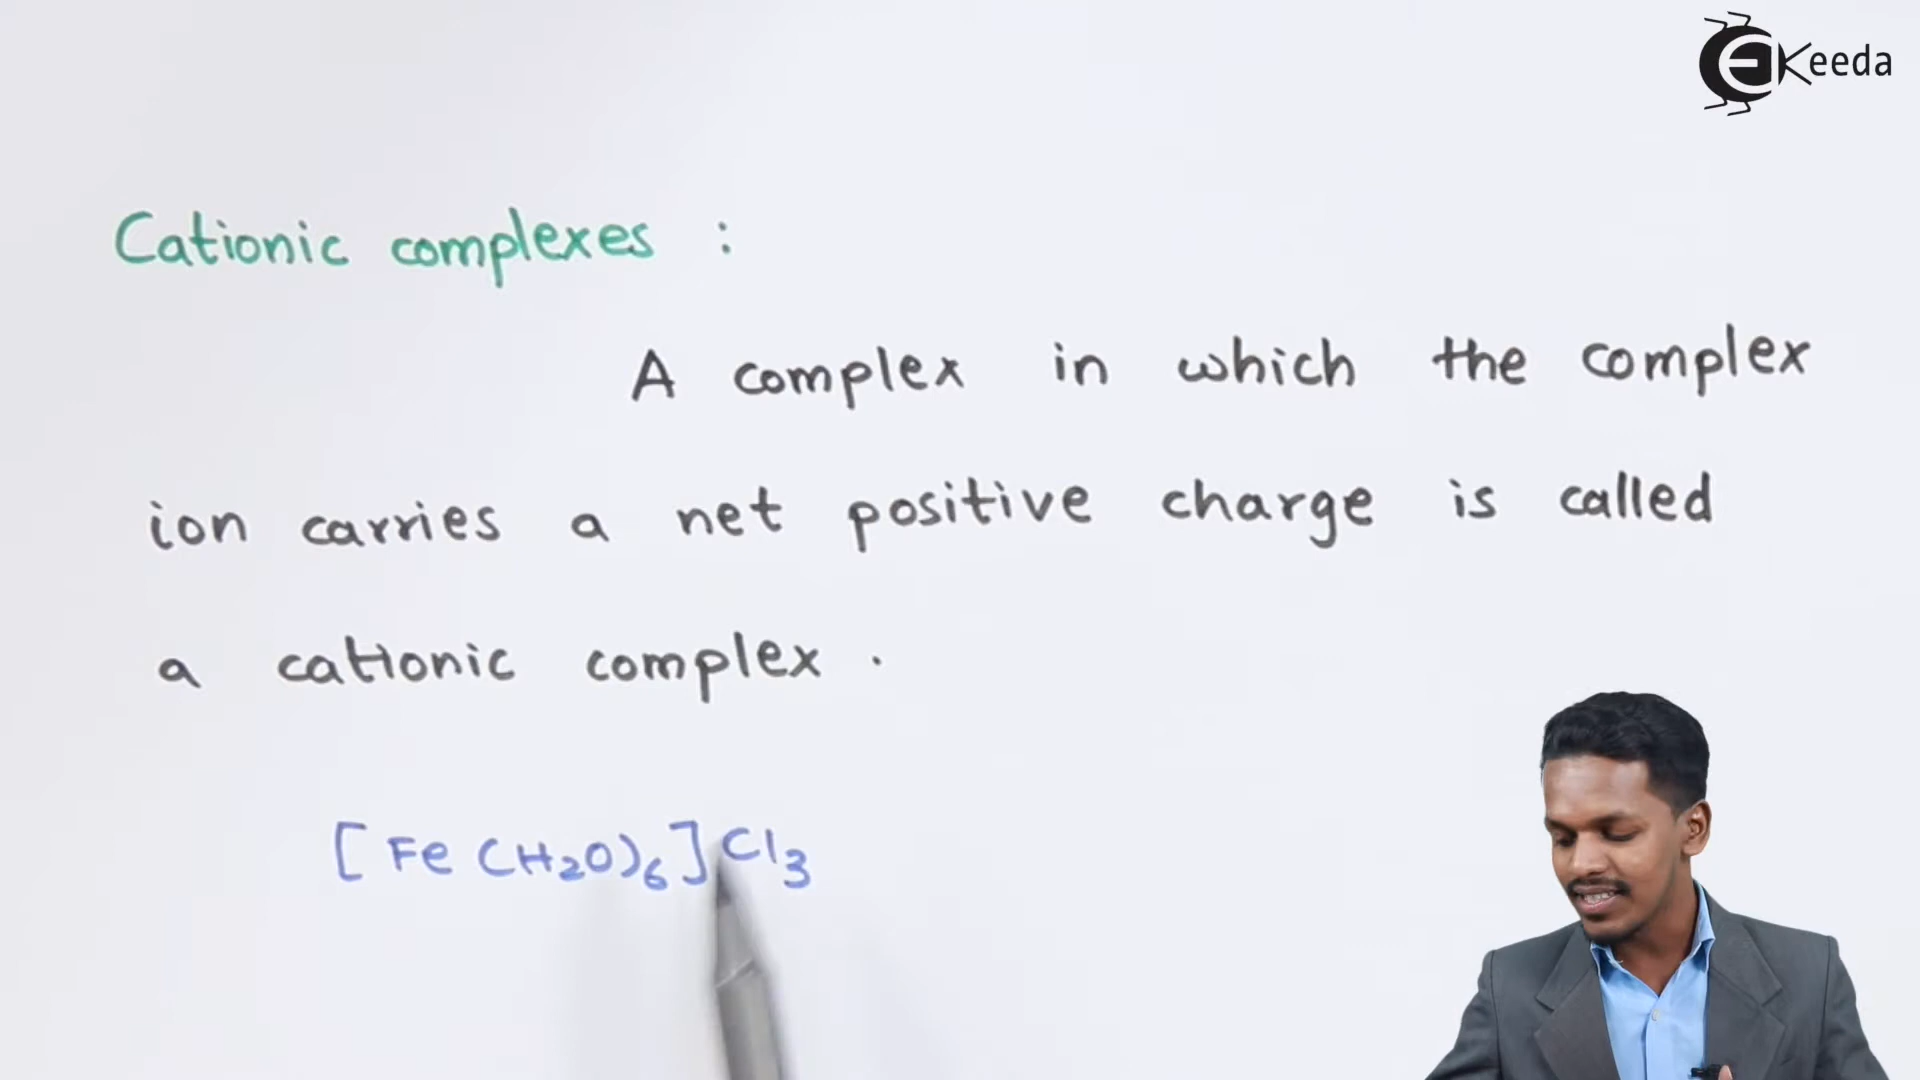 Keeda
Cationic complexes :
A complex in which the complex
ion carries a net positive charge is called
a cationic complex .
[Fe(H2O)6]Cl3